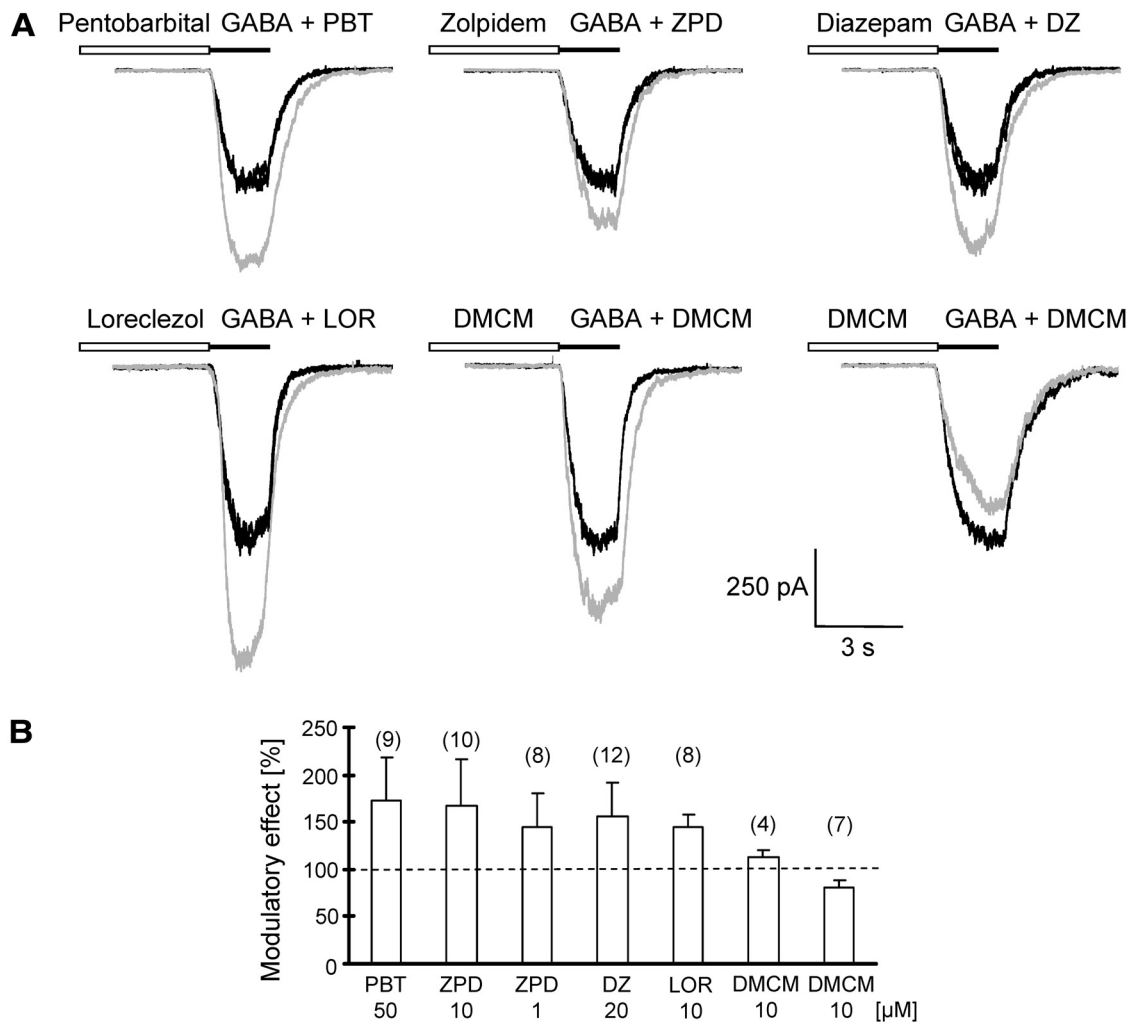 A
Pentobarbital GABA + PBT
Zolpidem GABA + ZPD
Diazepam GABA + DZ
Loreclezol GABA + LOR
DMCM GABA + DMCM
DMCM GABA + DMCM
250 pA
3 s
B
Modulatory effect [%]
250
200
150
100
50
0
(9) (10) (8) (12) (8) (4) (7)
PBT ZPD ZPD DZ LOR DMCM DMCM
50 10 1 20 10 10 10 [µM]